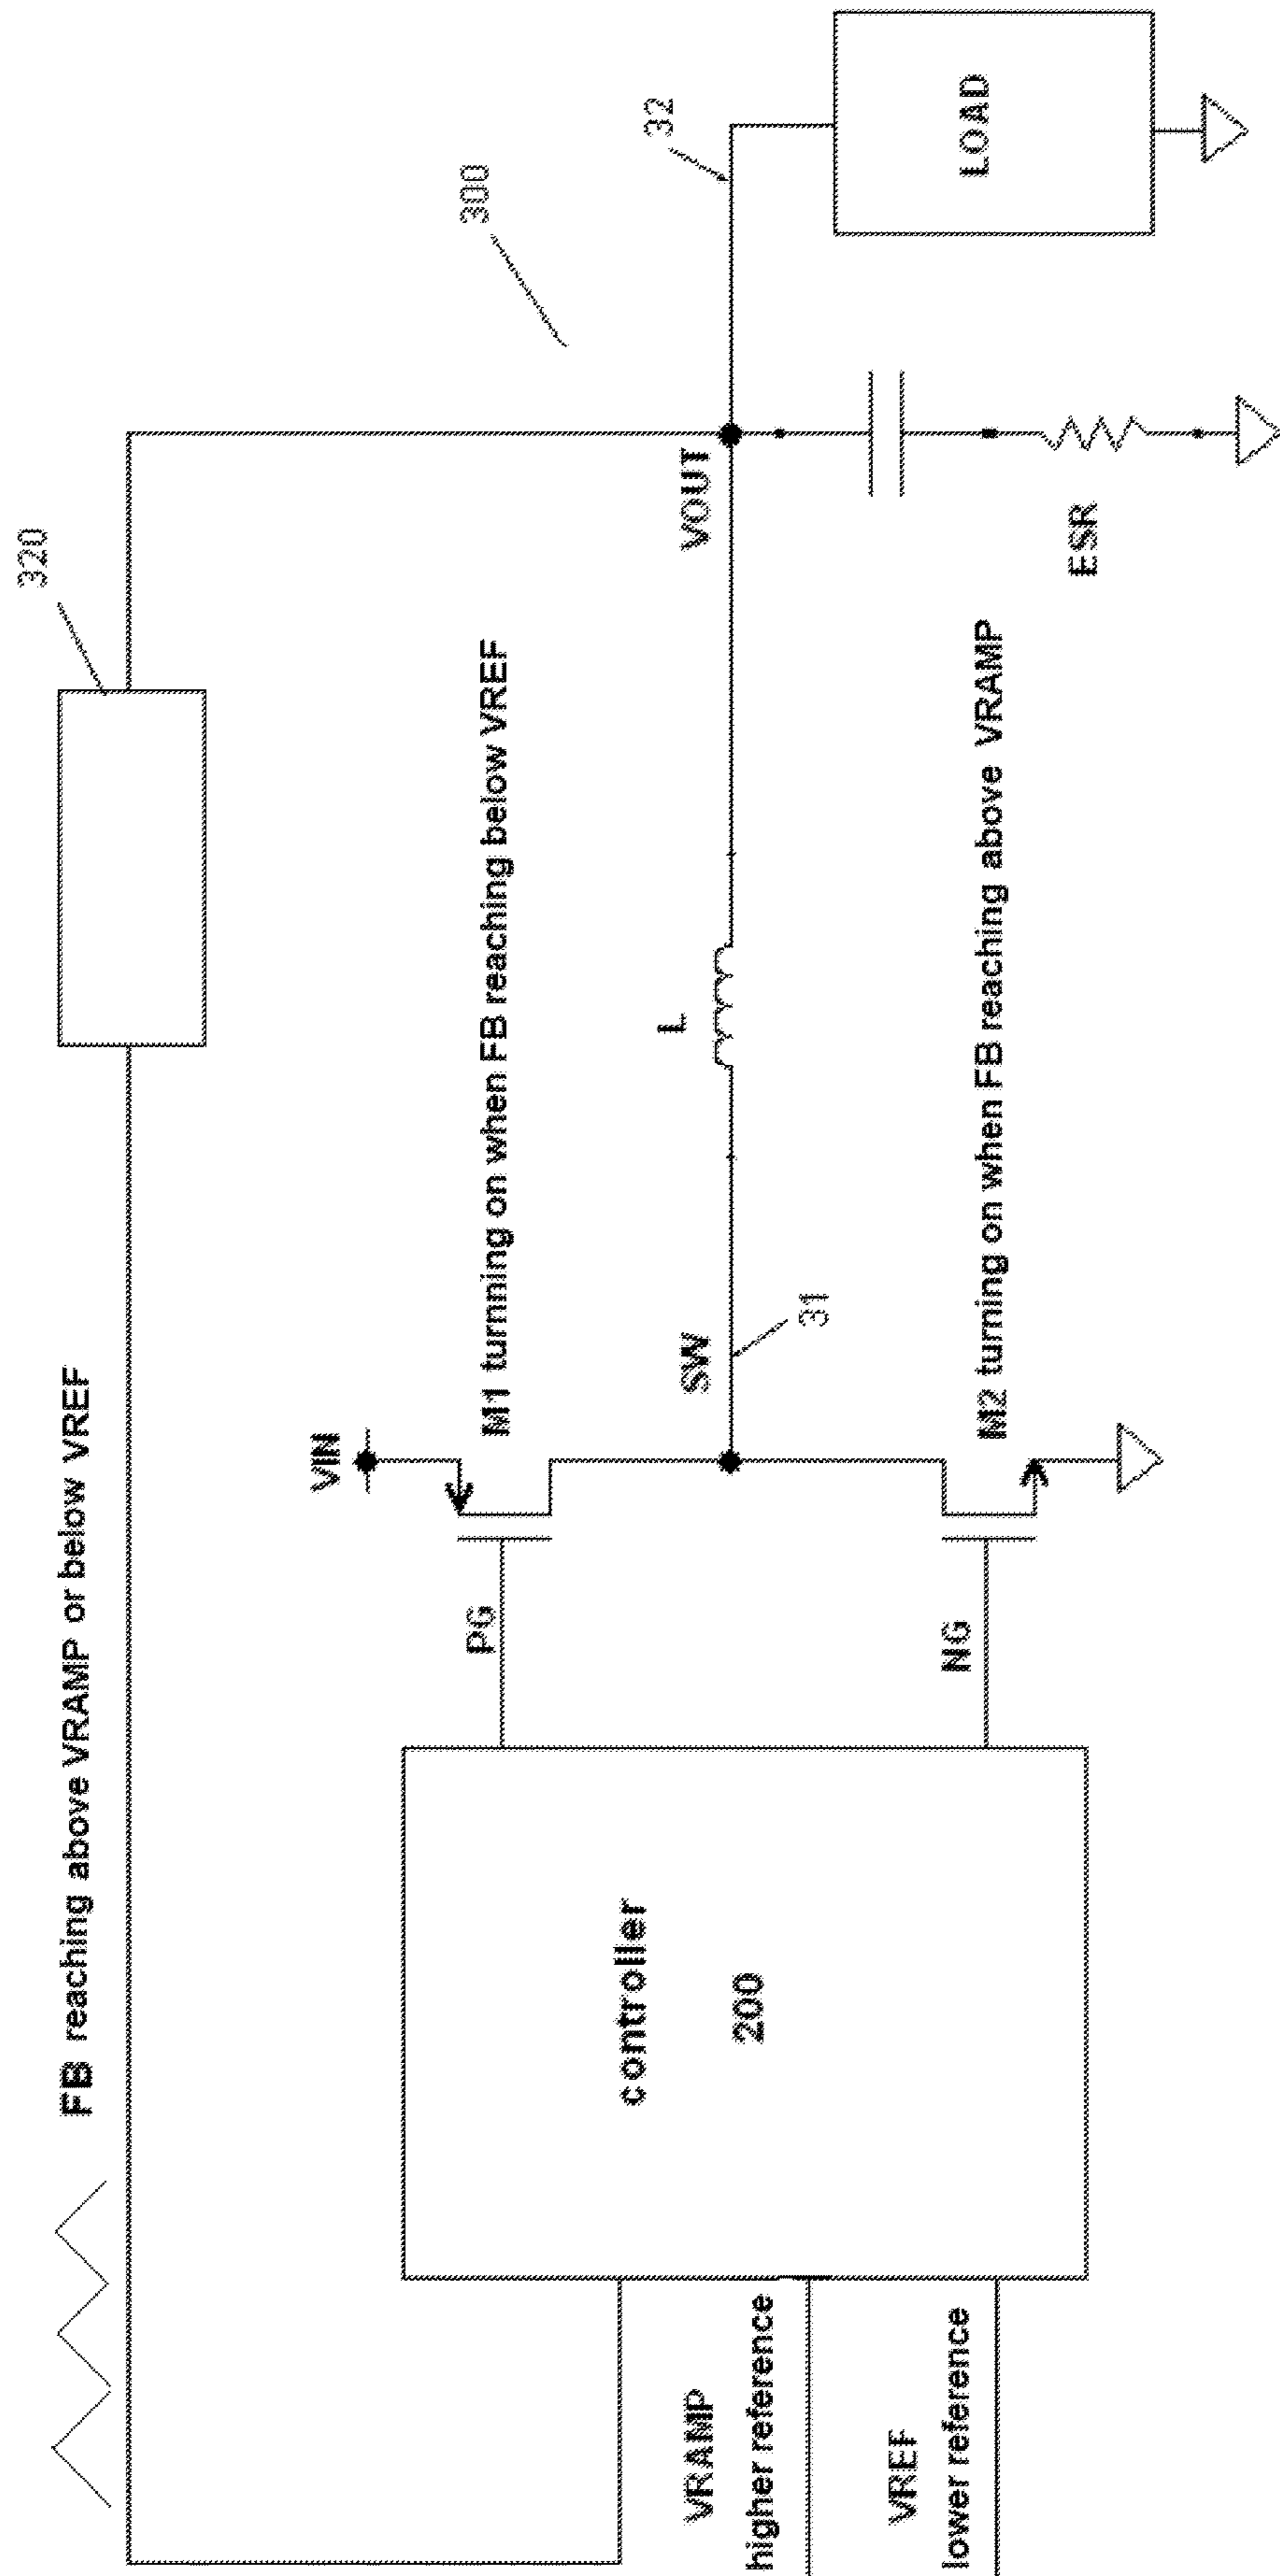 FB reaching above VRAMP or below VREF
320
300
32
VIN
PG
M1 turning on when FB reaching below VREF
controller
200
SW
31
L
VOUT
LOAD
VRAMP
higher reference
VREF
lower reference
NG
M2 turning on when FB reaching above VRAMP
ESR